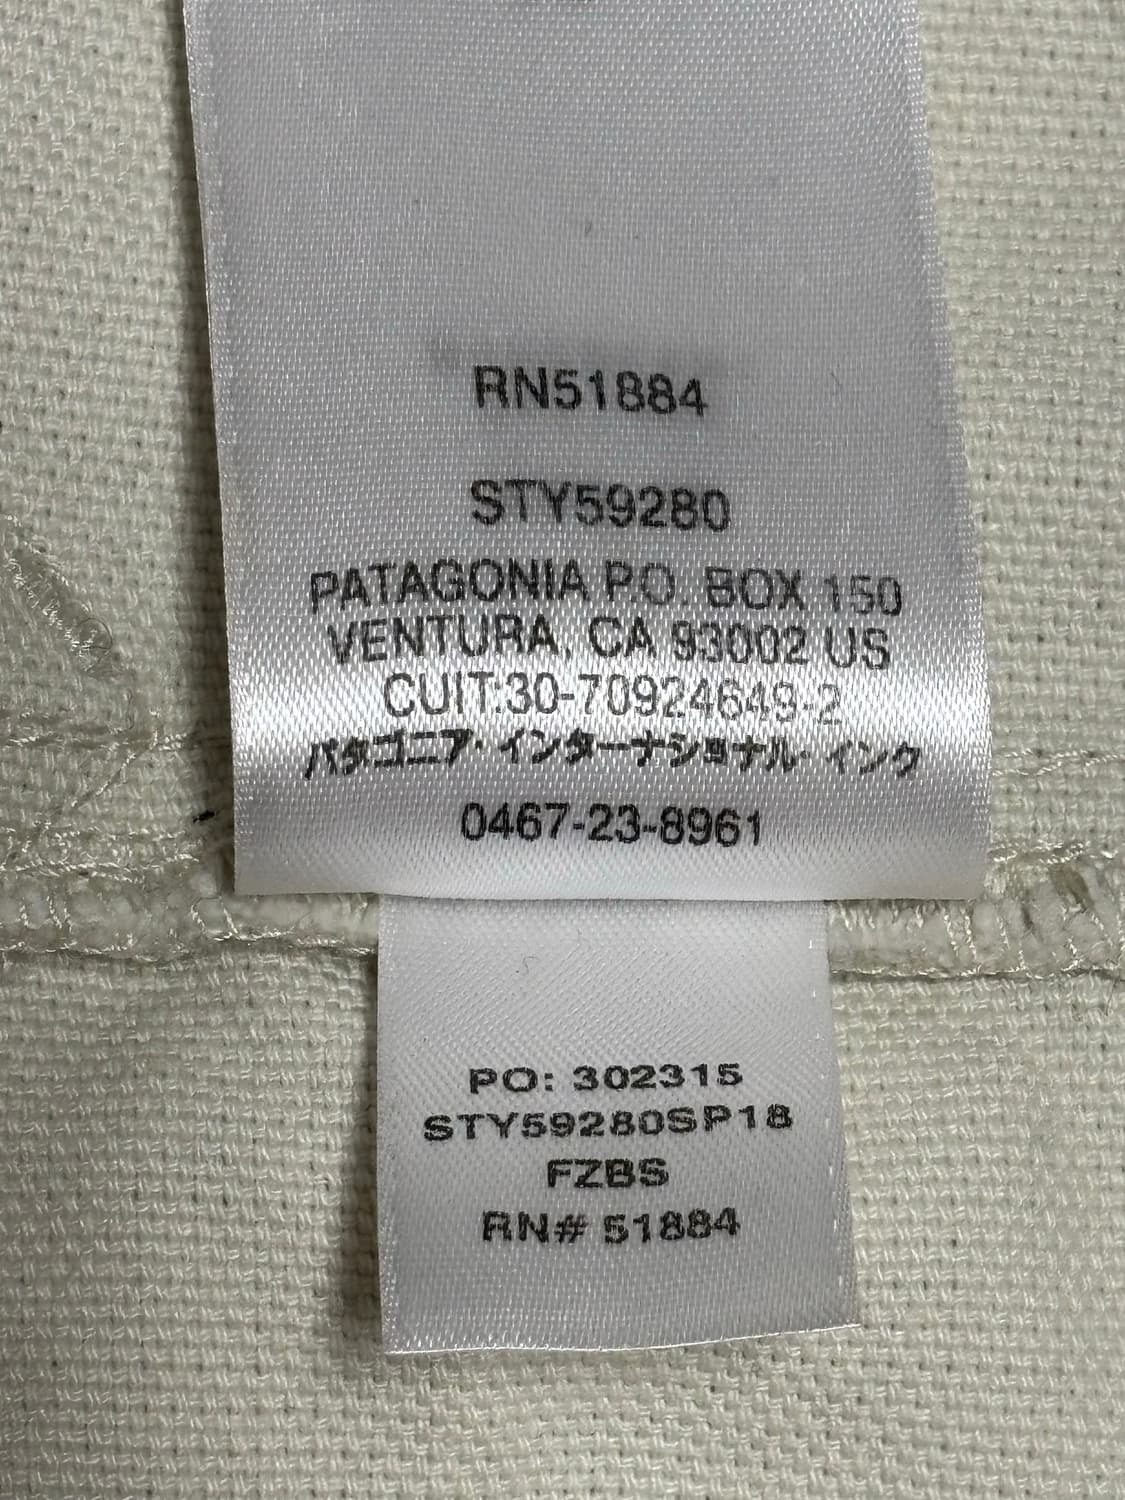 RN51884
STY59280
PATAGONIA P.O. BOX 150
VENTURA, CA 93002 US
CUIT:30-70924649-2
パタゴニア・インターナショナル・インク
0467-23-8961
PO: 302315
STY59280SP18
FZBS
RN# 51884